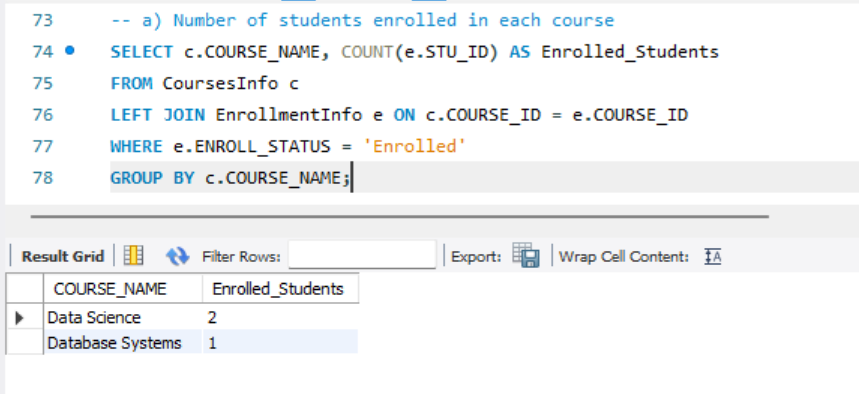 73 -- a) Number of students enrolled in each course
74 SELECT c.COURSE_NAME, COUNT(e.STU_ID) AS Enrolled_Students
75 FROM CoursesInfo c
76 LEFT JOIN EnrollmentInfo e ON c.COURSE_ID = e.COURSE_ID
77 WHERE e.ENROLL_STATUS = 'Enrolled'
78 GROUP BY c.COURSE_NAME;
Result Grid Filter Rows: Export: Wrap Cell Content: IA
COURSE_NAME Enrolled_Students
Data Science 2
Database Systems 1